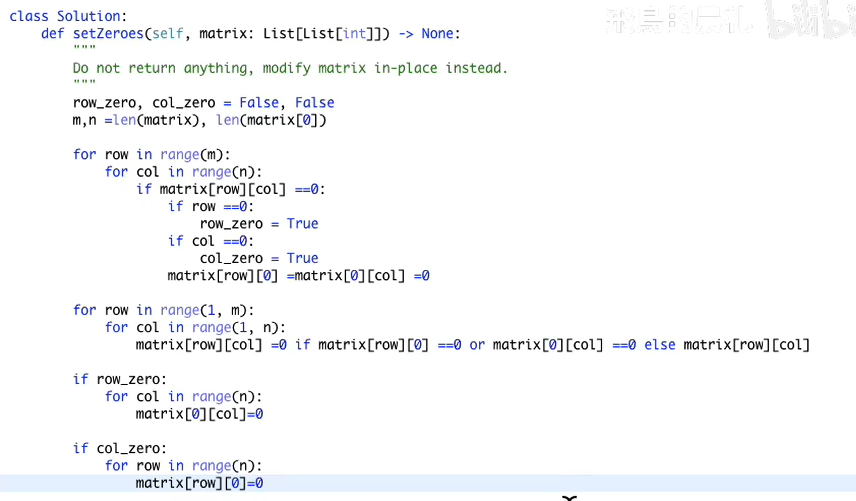 class Solution:
    def setZeroes(self, matrix: List[List[int]]) -> None:
        """
        Do not return anything, modify matrix in-place instead.
        """
        row_zero, col_zero = False, False
        m,n =len(matrix), len(matrix[0])
        for row in range(m):
            for col in range(n):
                if matrix[row][col] ==0:
                    if row ==0:
                        row_zero = True
                    if col ==0:
                        col_zero = True
                    matrix[row][0] =matrix[0][col] =0
        for row in range(1, m):
            for col in range(1, n):
                matrix[row][col] =0 if matrix[row][0] ==0 or matrix[0][col] ==0 else matrix[row][col]
        if row_zero:
            for col in range(n):
                matrix[0][col]=0
        if col_zero:
            for row in range(n):
                matrix[row][0]=0